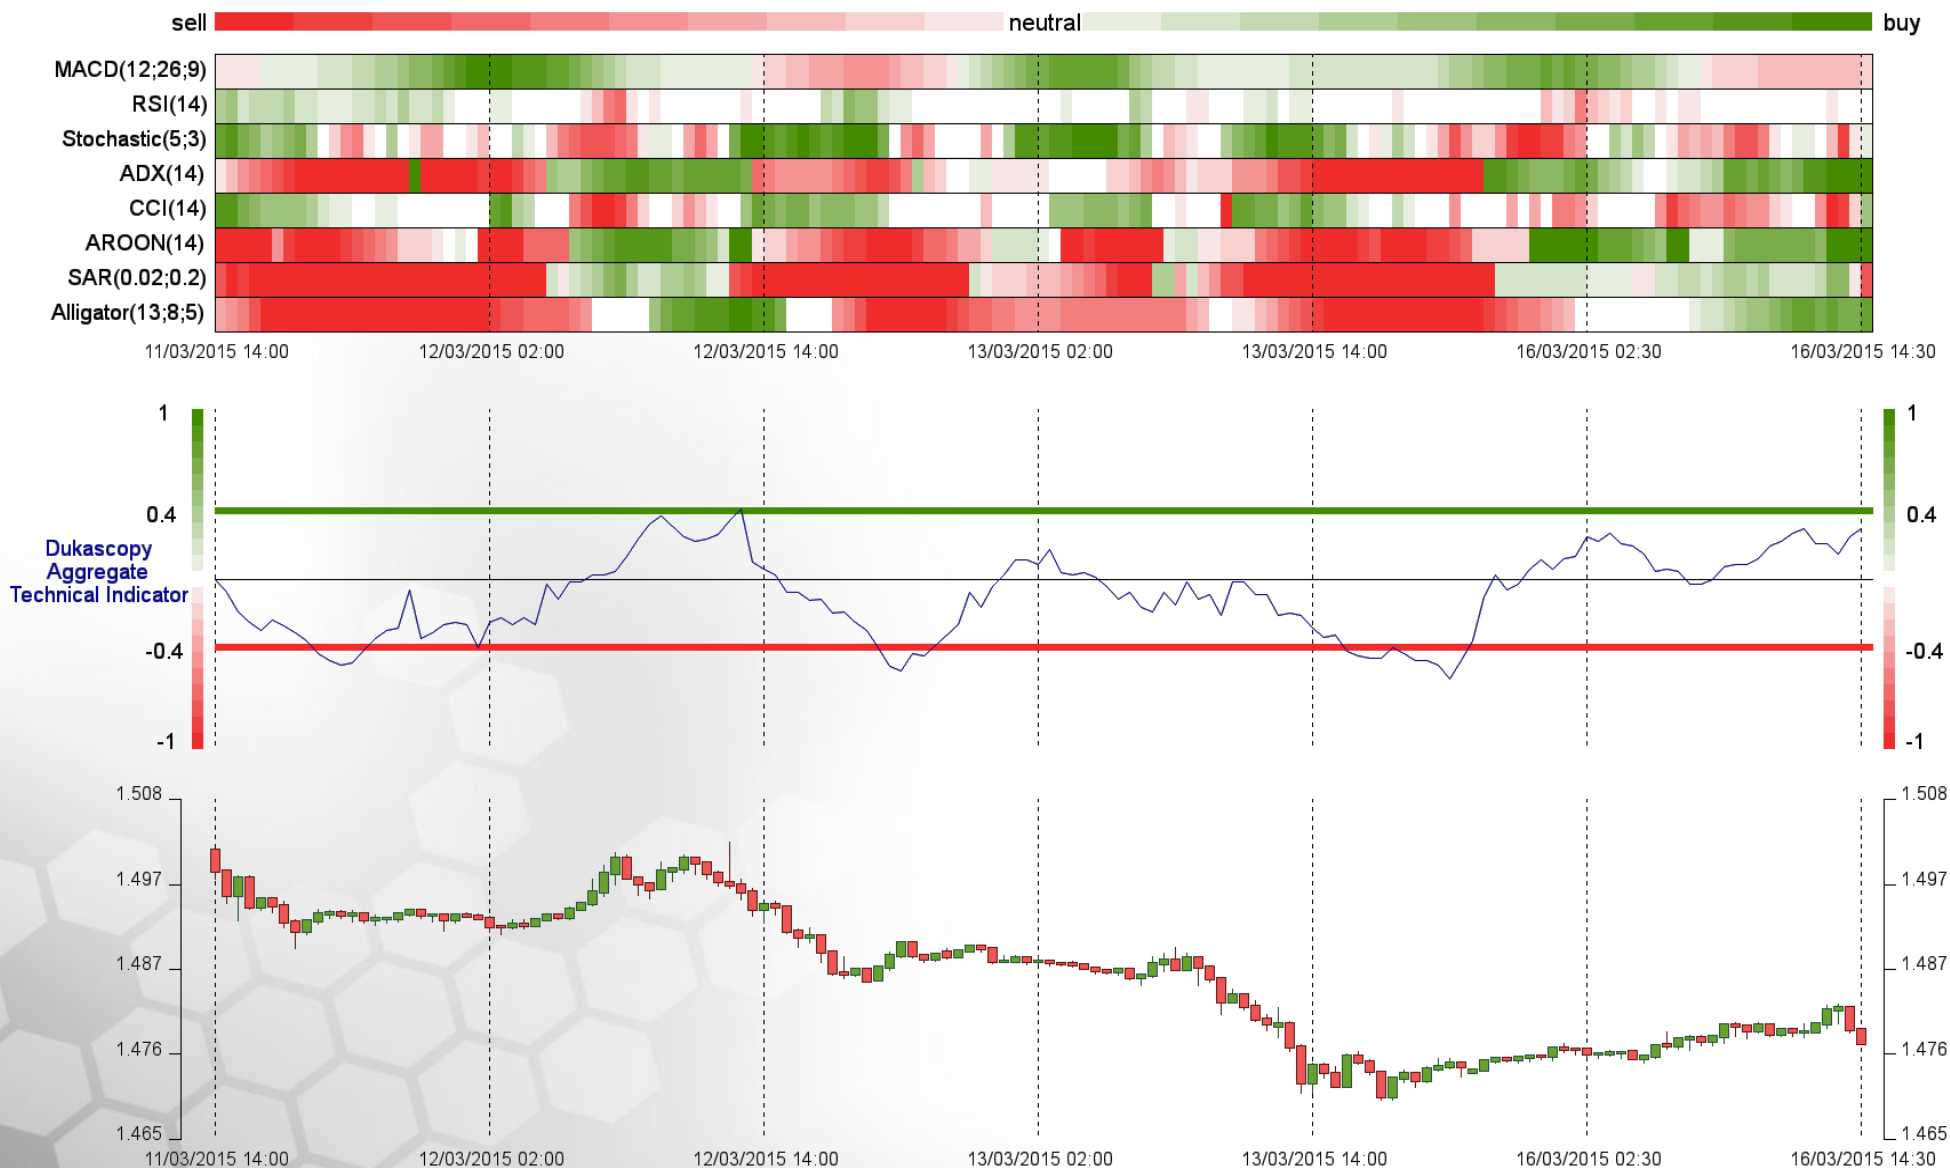 sell neutral buy
MACD(12;26;9)
RSI(14)
Stochastic(5;3)
ADX(14)
CCI(14)
AROON(14)
SAR(0.02;0.2)
Alligator(13;8;5)
11/03/2015 14:00 12/03/2015 02:00 12/03/2015 14:00 13/03/2015 02:00 13/03/2015 14:00 16/03/2015 02:30 16/03/2015 14:30
1 1
0.4 0.4
Dukascopy
Aggregate
Technical Indicator
-0.4 -0.4
-1 -1
1.508 1.508
1.497 1.497
1.487 1.487
1.476 1.476
1.465 1.465
11/03/2015 14:00 12/03/2015 02:00 12/03/2015 14:00 13/03/2015 02:00 13/03/2015 14:00 16/03/2015 02:30 16/03/2015 14:30